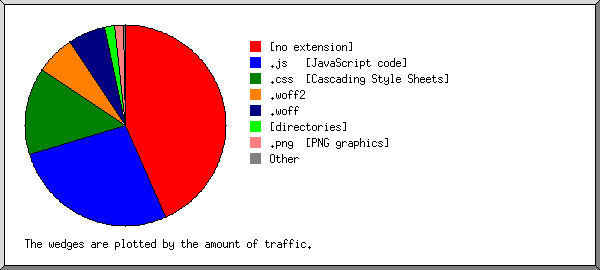 [no extension]
.js [JavaScript code]
.css [Cascading Style Sheets]
.woff2
.woff
[directories]
.png [PNG graphics]
Other
The wedges are plotted by the amount of traffic.